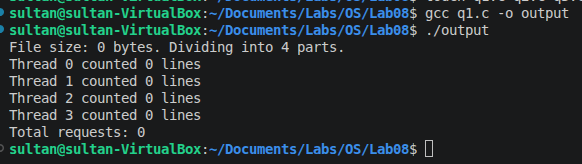 sultan@sultan-VirtualBox:~/Documents/Labs/OS/Lab08$ gcc q1.c -o output
sultan@sultan-VirtualBox:~/Documents/Labs/OS/Lab08$ ./output
File size: 0 bytes. Dividing into 4 parts.
Thread 0 counted 0 lines
Thread 1 counted 0 lines
Thread 2 counted 0 lines
Thread 3 counted 0 lines
Total requests: 0
sultan@sultan-VirtualBox:~/Documents/Labs/OS/Lab08$